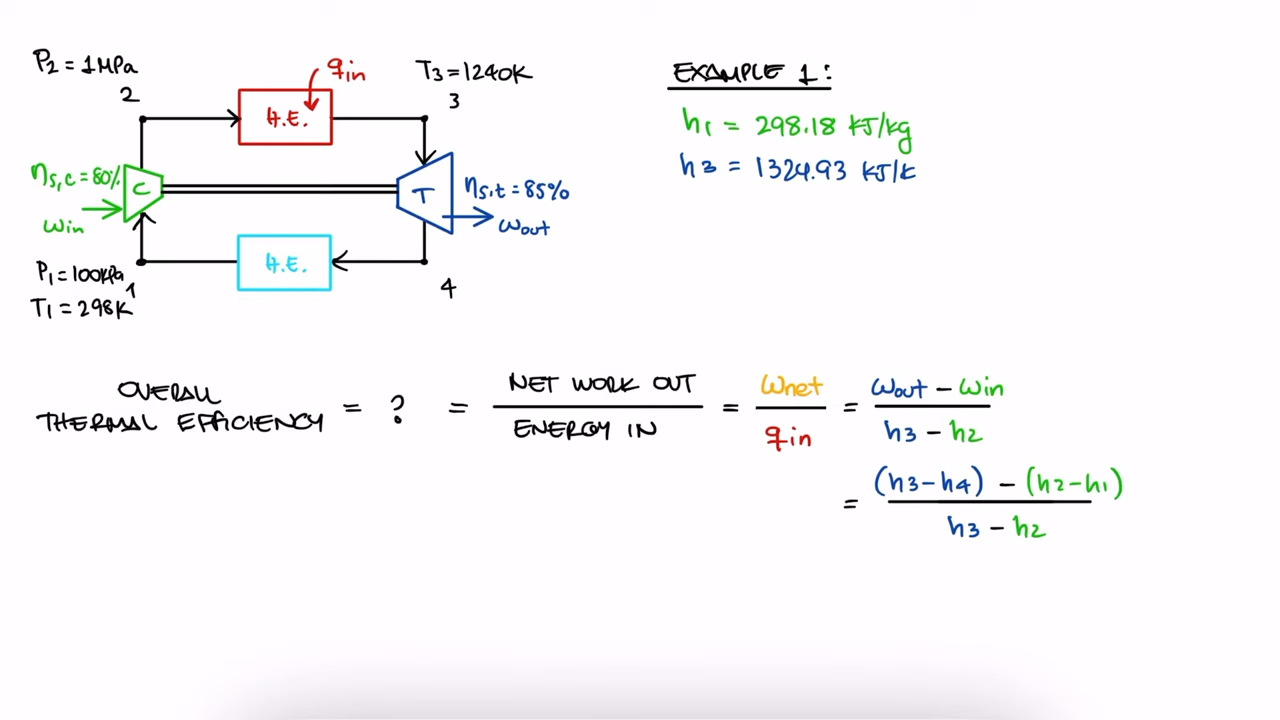 P2 = 1MPa
2
qin
T3 = 1240K
3
H.E.
ηs,c = 80%
C
win
T
ηs,t = 85%
wout
H.E.
P1 = 100kPa
1
T1 = 298K
4
EXAMPLE 1:
h1 = 298.18 kJ/kg
h3 = 1324.93 kJ/k
OVERALL
THERMAL EFFICIENCY = ? = NET WORK OUT / ENERGY IN = wnet / qin = wout - win / h3 - h2
= (h3 - h4) - (h2 - h1) / h3 - h2